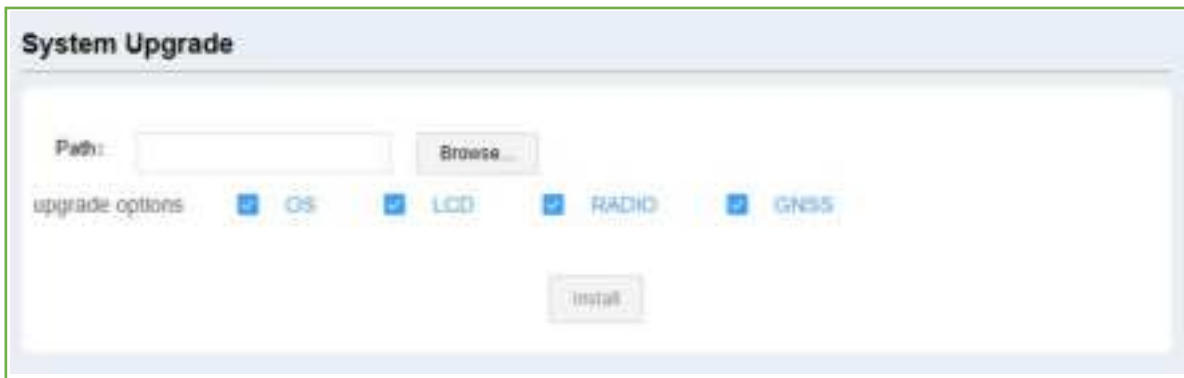 System Upgrade
Path: Browse...
upgrade options OS LCD RADIO GNSS
Install